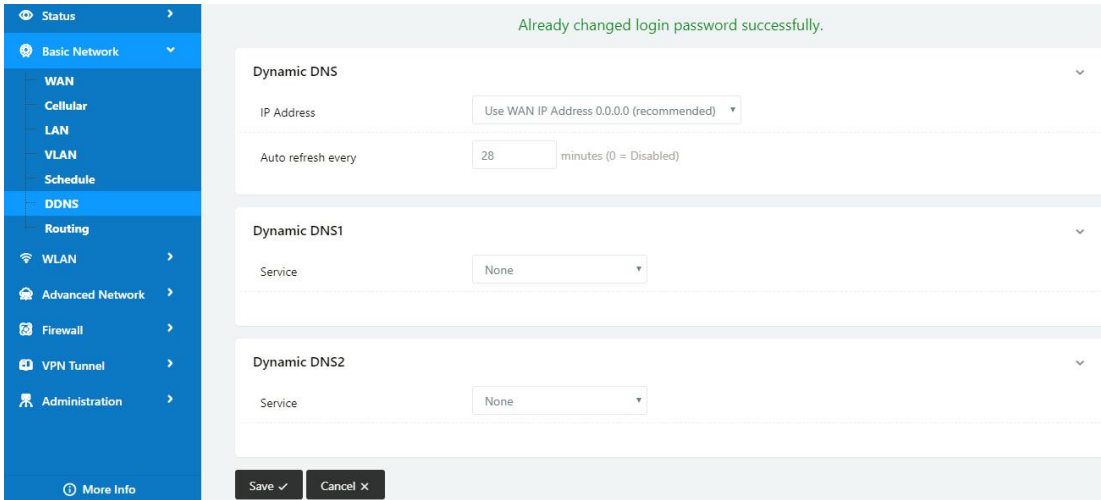 Status
Basic Network
WAN
Cellular
LAN
VLAN
Schedule
DDNS
Routing
WLAN
Advanced Network
Firewall
VPN Tunnel
Administration
More Info
Already changed login password successfully.
Dynamic DNS
IP Address Use WAN IP Address 0.0.0.0 (recommended)
Auto refresh every 28 minutes (0 = Disabled)
Dynamic DNS1
Service None
Dynamic DNS2
Service None
Save Cancel